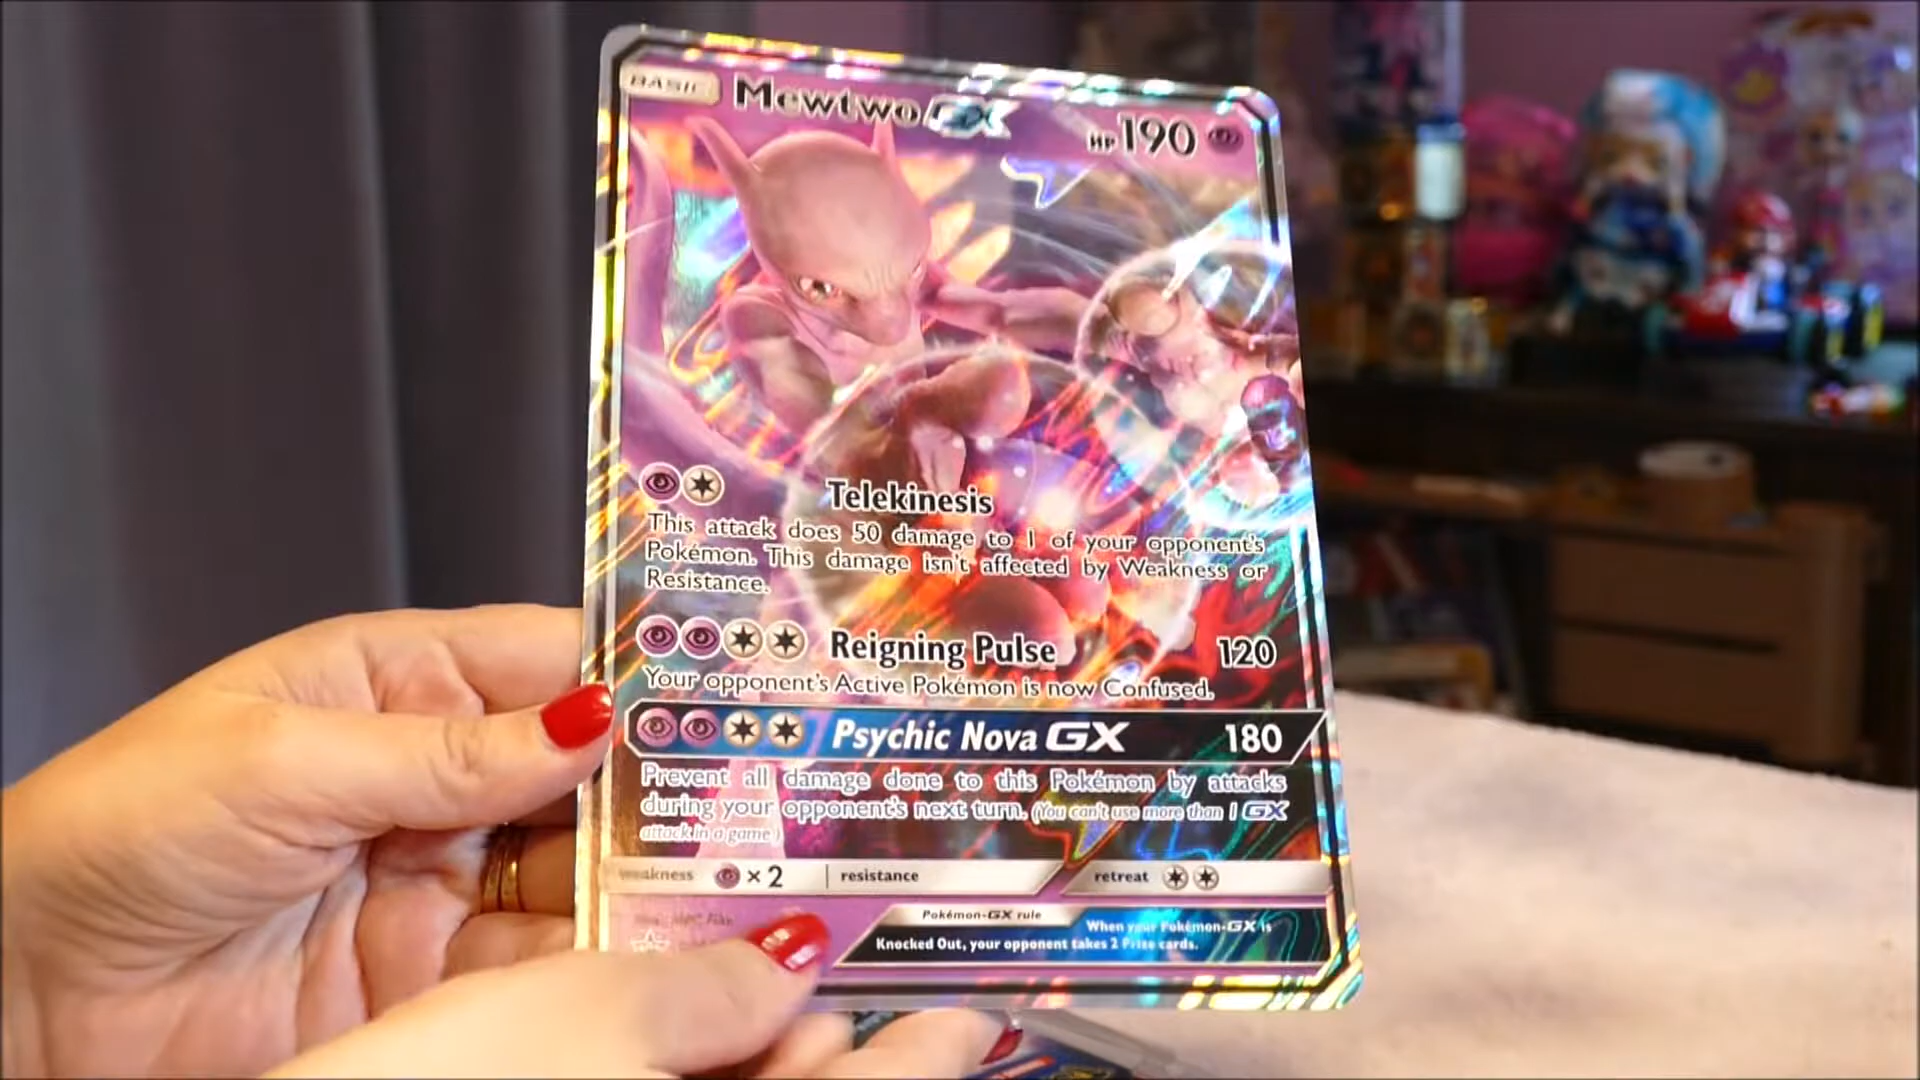 BASIC Mewtwo GX HP 190
Telekinesis
This attack does 50 damage to 1 of your opponent's
Pokémon. This damage isn't affected by Weakness or
Resistance.
Reigning Pulse 120
Your opponent's Active Pokémon is now Confused.
Psychic Nova GX 180
Prevent all damage done to this Pokémon by attacks
during your opponent's next turn. (You can't use more than 1 GX
attack in a game.)
weakness ×2 resistance retreat
Pokémon-GX rule
When your Pokémon-GX is
Knocked Out, your opponent takes 2 Prize cards.